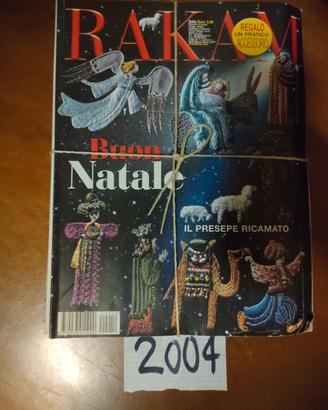 RAKAM
REGALO
UN PRATICO
ACCESSORIO
Buon
Natale
IL PRESEPE RICAMATO
2004